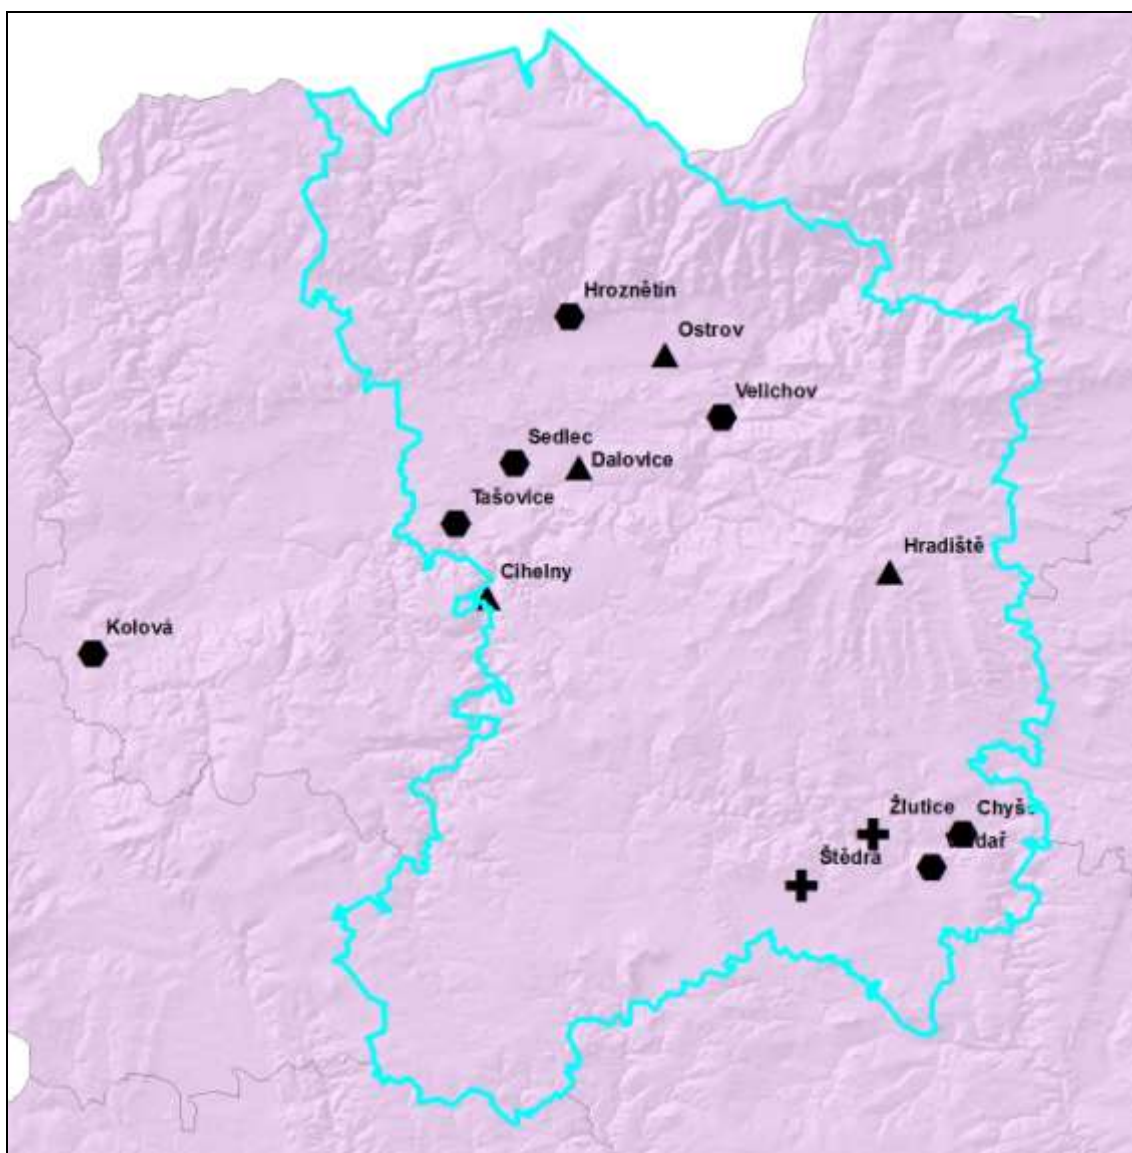 Hroznětín
Ostrov
Velichov
Sedlec
Dalovice
Tašovice
Hradiště
Cihelny
Kolová
Žlutice
Štědrá